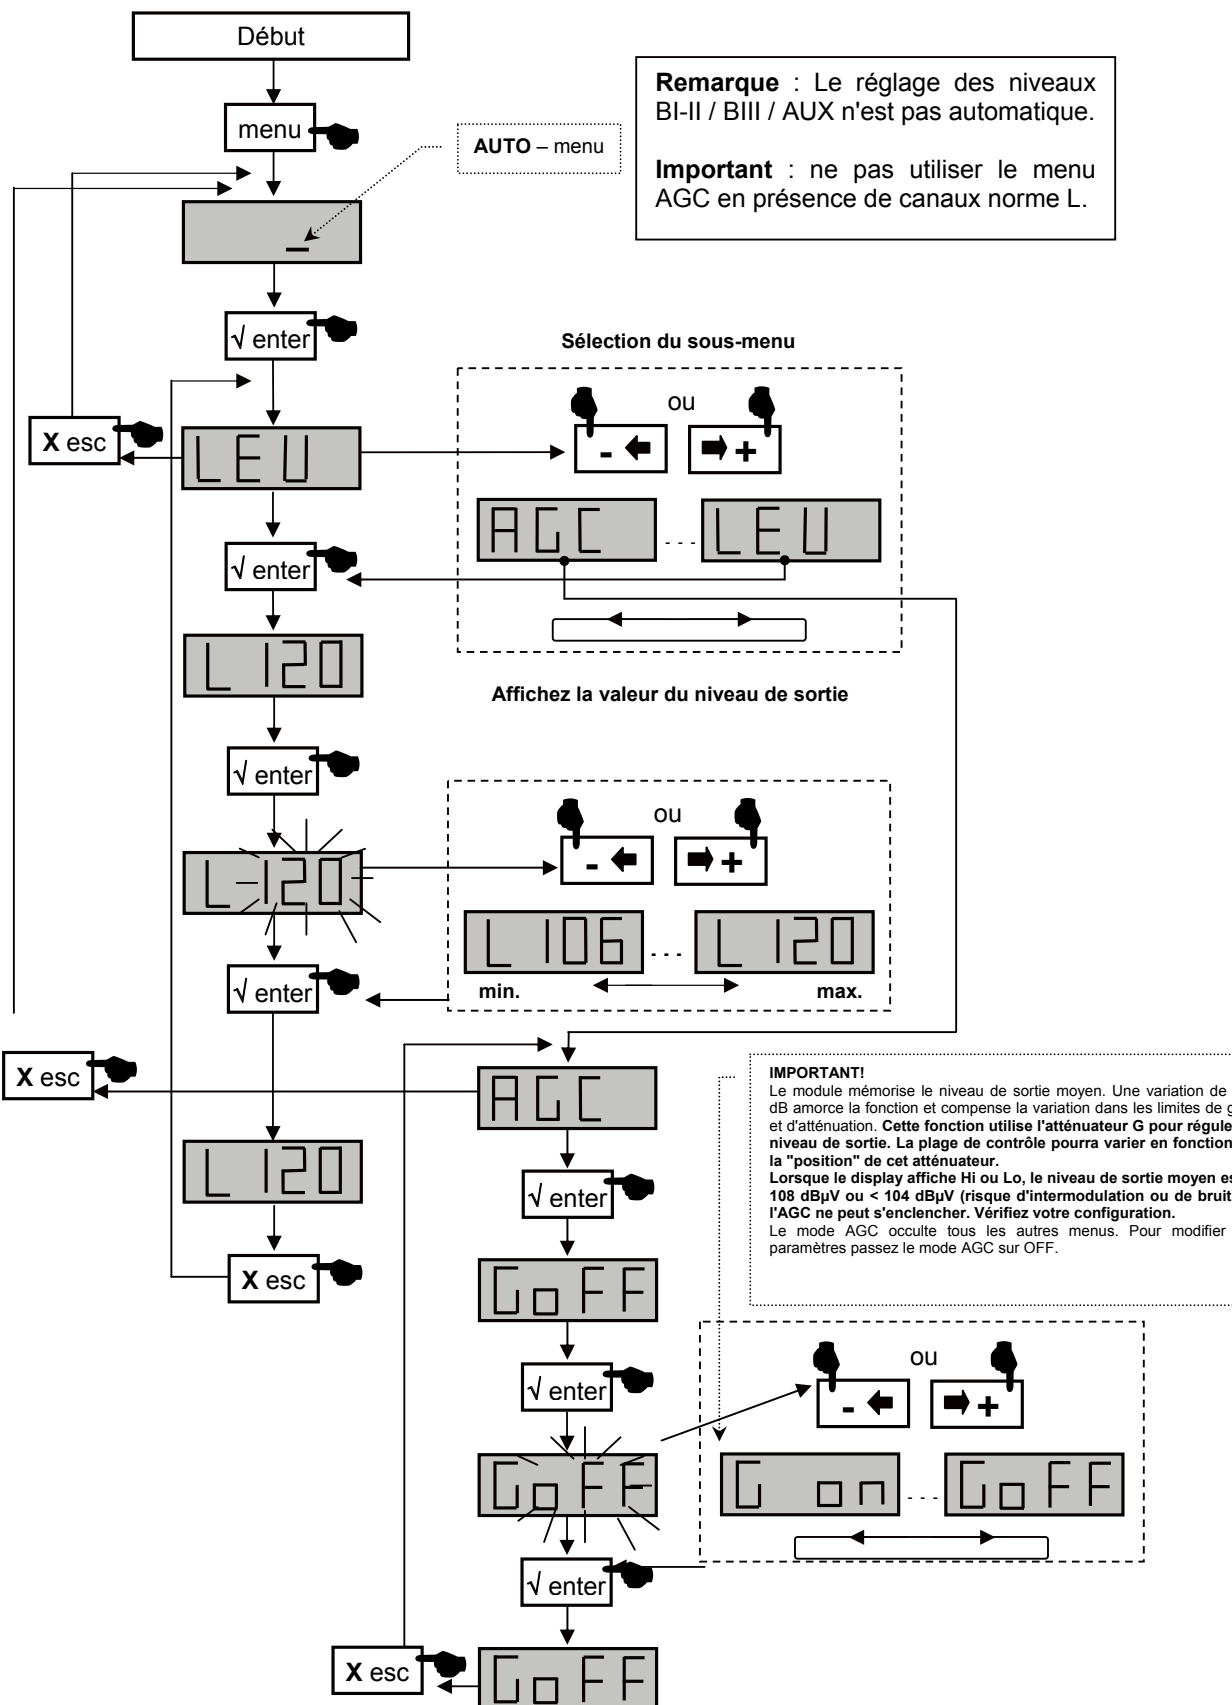 Début
menu
AUTO – menu
Remarque : Le réglage des niveaux
BI-II / BIII / AUX n'est pas automatique.
Important : ne pas utiliser le menu
AGC en présence de canaux norme L.
_
√ enter
Sélection du sous-menu
X esc
LEU
ou
-
+
AGC
...
LEU
√ enter
L 120
Affichez la valeur du niveau de sortie
√ enter
L 120
ou
-
+
L 106
...
L 120
min.
max.
√ enter
X esc
AGC
IMPORTANT!
Le module mémorise le niveau de sortie moyen. Une variation de
dB amorce la fonction et compense la variation dans les limites de
et d'atténuation. Cette fonction utilise l'atténuateur G pour
niveau de sortie. La plage de contrôle pourra varier en fonction
la "position" de cet atténuateur.
Lorsque le display affiche Hi ou Lo, le niveau de sortie moyen
108 dBµV ou < 104 dBµV (risque d'intermodulation ou de bruit
l'AGC ne peut s'enclencher. Vérifiez votre configuration.
Le mode AGC occulte tous les autres menus. Pour modifier
paramètres passez le mode AGC sur OFF.
L 120
√ enter
X esc
GoFF
√ enter
ou
-
+
GoFF
G on
...
GoFF
√ enter
X esc
GoFF